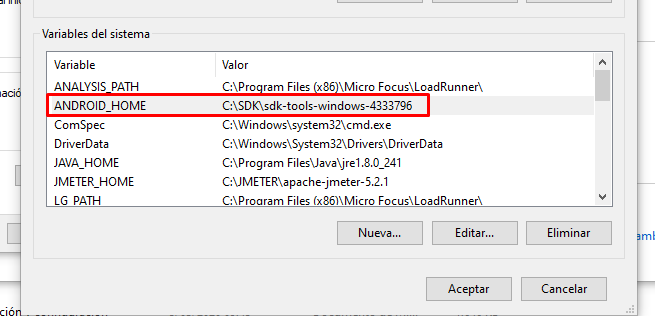 Variables del sistema
Variable Valor
ANALYSIS_PATH C:\Program Files (x86)\Micro Focus\LoadRunner\
ANDROID_HOME C:\SDK\sdk-tools-windows-4333796
ComSpec C:\Windows\system32\cmd.exe
DriverData C:\Windows\System32\Drivers\DriverData
JAVA_HOME C:\Program Files\Java\jre1.8.0_241
JMETER_HOME C:\JMETER\apache-jmeter-5.2.1
LG_PATH C:\Program Files (x86)\Micro Focus\LoadRunner\
Nueva... Editar... Eliminar
Aceptar Cancelar